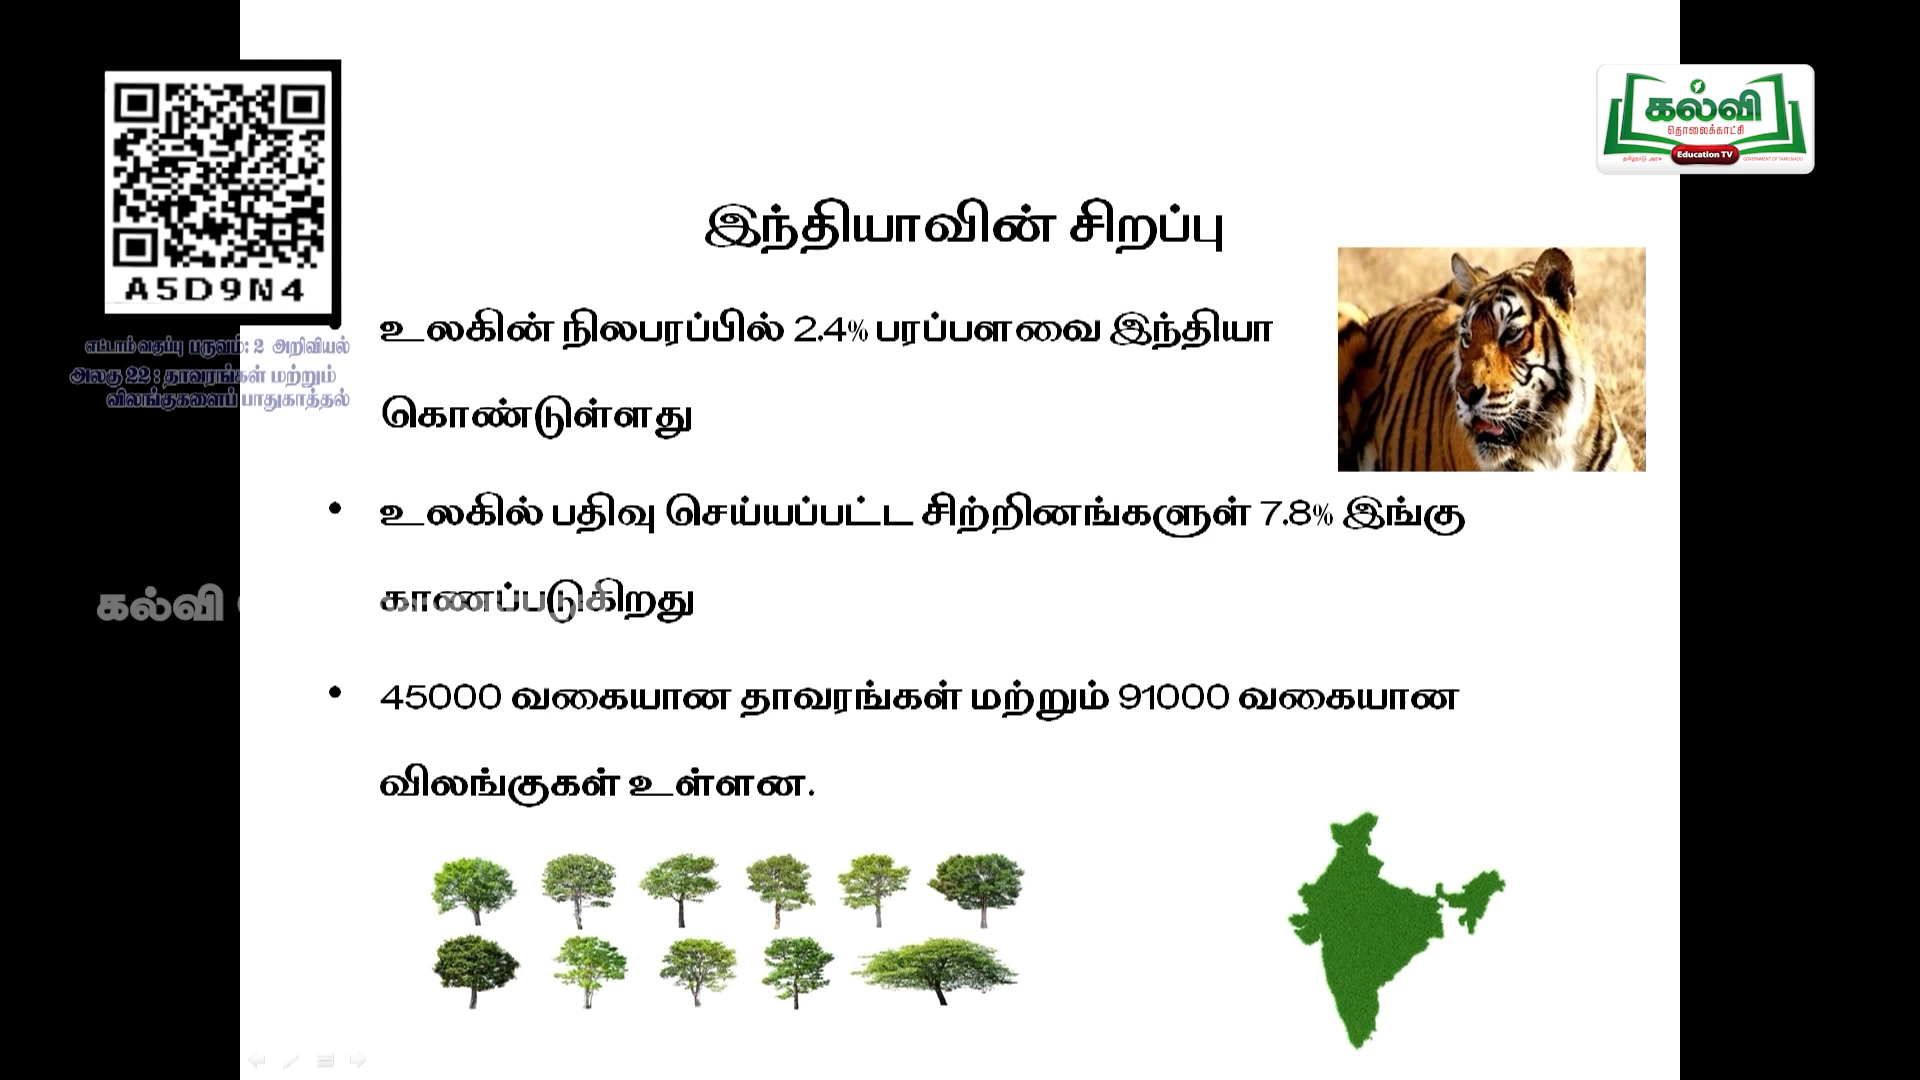 கல்வி
தொலைக்காட்சி
Education TV
தமிழ்நாடு அரசு
GOVERNMENT OF TAMILNADU
A5D9N4
எட்டாம் வகுப்பு பருவம்: 2 அறிவியல்
அலகு 22 : தாவரங்கள் மற்றும்
விலங்குகளைப் பாதுகாத்தல்
இந்தியாவின் சிறப்பு
உலகின் நிலபரப்பில் 2.4% பரப்பளவை இந்தியா
கொண்டுள்ளது
• உலகில் பதிவு செய்யப்பட்ட சிற்றினங்களுள் 7.8% இங்கு
காணப்படுகிறது
• 45000 வகையான தாவரங்கள் மற்றும் 91000 வகையான
விலங்குகள் உள்ளன.
கல்வி